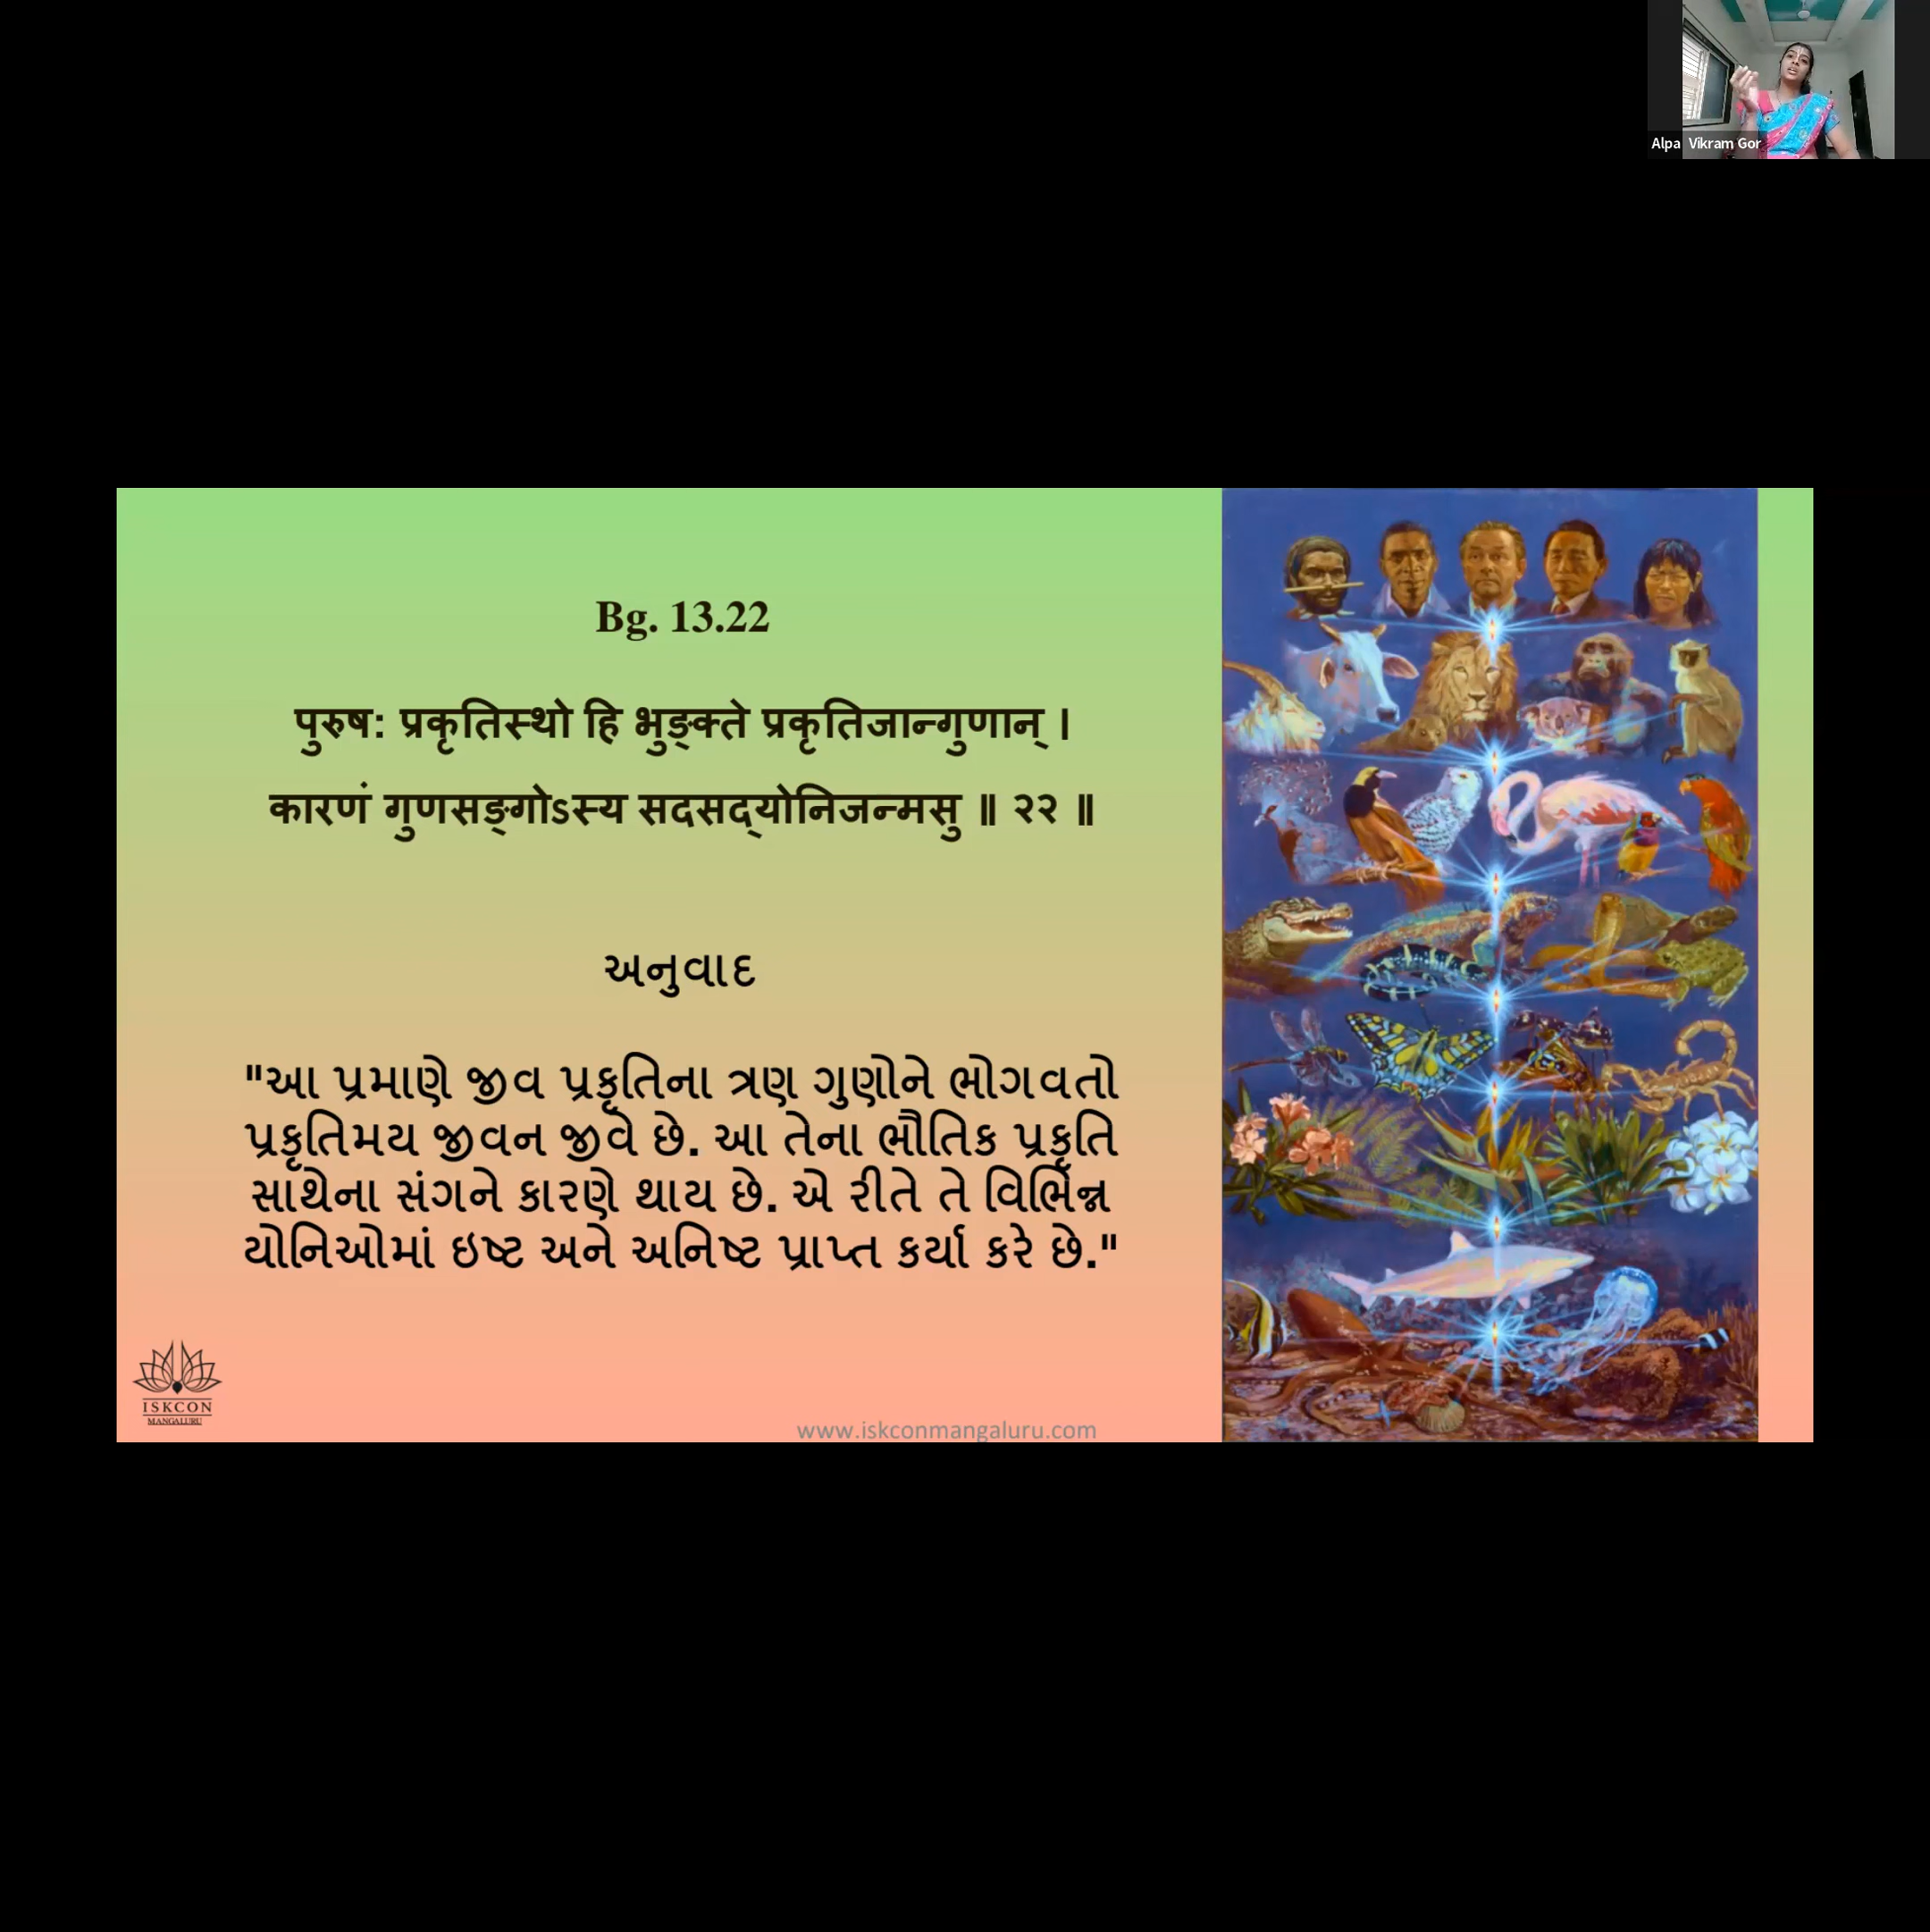 Alpa Vikram Gor
Bg. 13.22
पुरुषः प्रकृतिस्थो हि भुङ्क्ते प्रकृतिजान्गुणान् ।
कारणं गुणसङ्गोऽस्य सदसद्योनिजन्मसु ॥ २२ ॥
અનુવાદ
"આ પ્રમાણે જીવ પ્રકૃતિના ત્રણ ગુણોને ભોગવતો
પ્રકૃતિમય જીવન જીવે છે. આ તેના ભૌતિક પ્રકૃતિ
સાથેના સંગને કારણે થાય છે. એ રીતે તે વિભિન્ન
યોનિઓમાં ઇષ્ટ અને અનિષ્ટ પ્રાપ્ત કર્યા કરે છે."
ISKCON
MANGALURU
www.iskconmangaluru.com